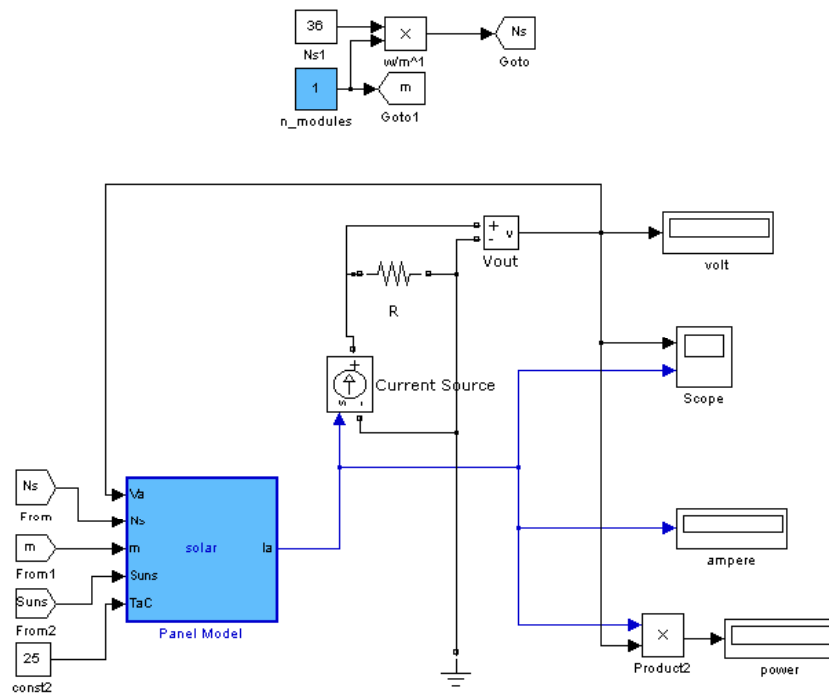 36
Ns1
×
w/m^1
Ns
Goto
1
n_modules
m
Goto1
+
-
v
Vout
volt
R
+
s
-
Current Source
Scope
Ns
From
m
From1
Suns
From2
25
const2
Va
Ns
m
Suns
TaC
solar
Ia
Panel Model
ampere
×
Product2
power